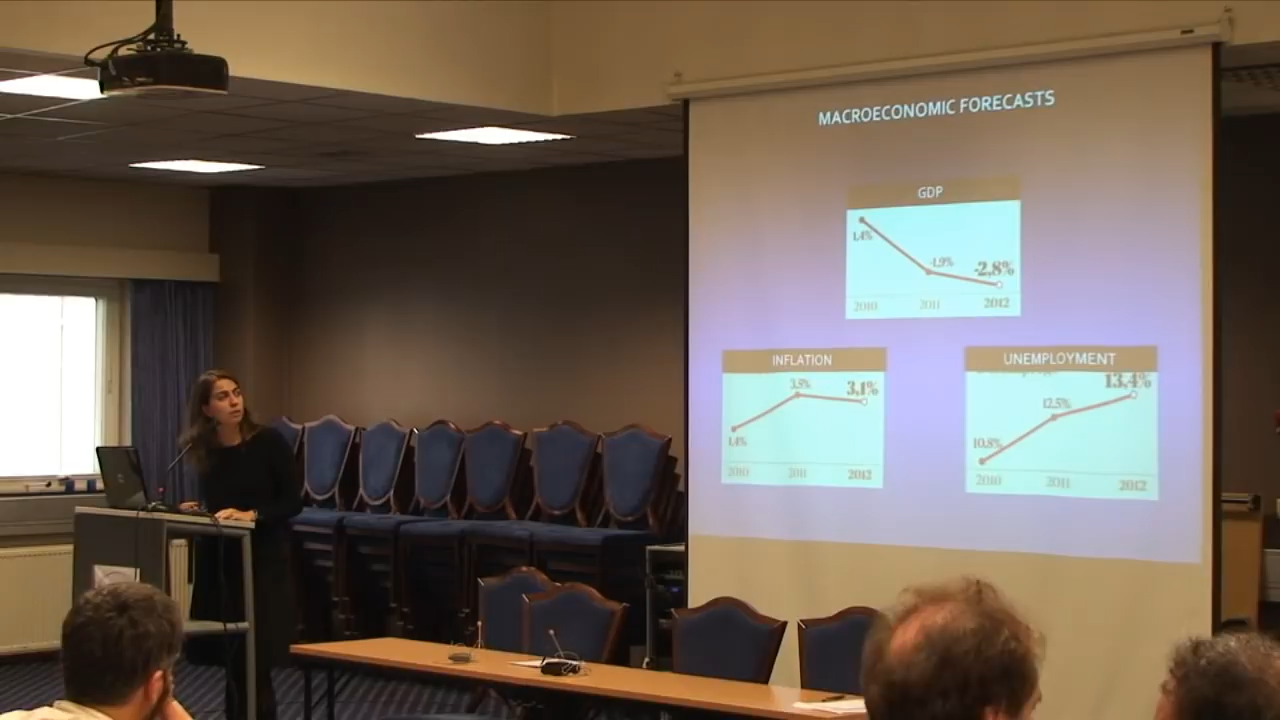 MACROECONOMIC FORECASTS
GDP
1,4%
-1,9%
-2,8%
2010 2011 2012
INFLATION
1,4%
3,5%
3,1%
2010 2011 2012
UNEMPLOYMENT
10,8%
12,5%
13,4%
2010 2011 2012